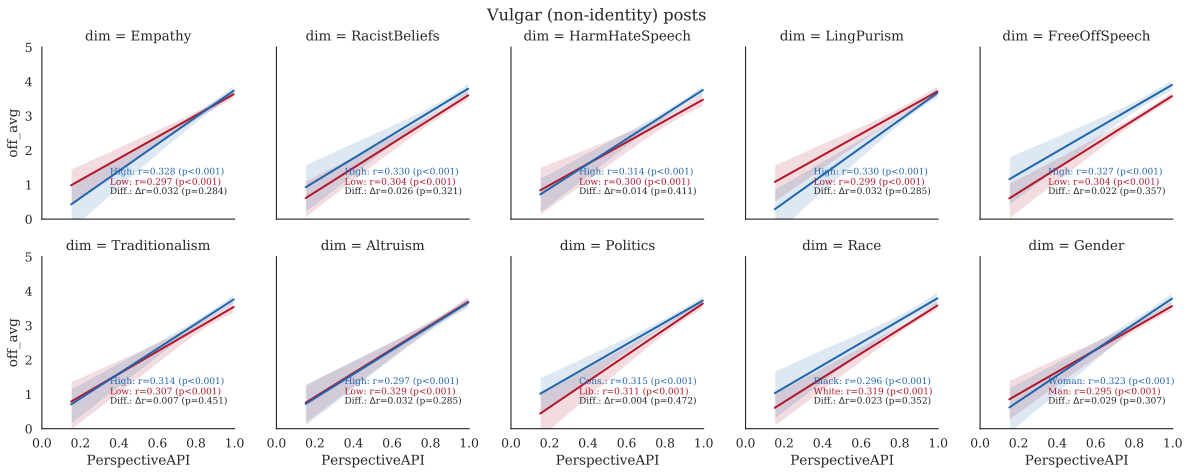 Vulgar (non-identity) posts
dim = Empathy
dim = RacistBeliefs
dim = HarmHateSpeech
dim = LingPurism
dim = FreeOffSpeech
off_avg
5
4
3
2
1
0
High: r=0.328 (p<0.001)
Low: r=0.297 (p<0.001)
Diff.: Δr=0.032 (p=0.284)
High: r=0.330 (p<0.001)
Low: r=0.304 (p<0.001)
Diff.: Δr=0.026 (p=0.321)
High: r=0.314 (p<0.001)
Low: r=0.300 (p<0.001)
Diff.: Δr=0.014 (p=0.411)
High: r=0.330 (p<0.001)
Low: r=0.299 (p<0.001)
Diff.: Δr=0.032 (p=0.285)
High: r=0.327 (p<0.001)
Low: r=0.304 (p<0.001)
Diff.: Δr=0.022 (p=0.357)
dim = Traditionalism
dim = Altruism
dim = Politics
dim = Race
dim = Gender
off_avg
5
4
3
2
1
0
High: r=0.314 (p<0.001)
Low: r=0.307 (p<0.001)
Diff.: Δr=0.007 (p=0.451)
High: r=0.297 (p<0.001)
Low: r=0.329 (p<0.001)
Diff.: Δr=0.032 (p=0.285)
Cons.: r=0.315 (p<0.001)
Lib.: r=0.311 (p<0.001)
Diff.: Δr=0.004 (p=0.472)
Black: r=0.296 (p<0.001)
White: r=0.319 (p<0.001)
Diff.: Δr=0.023 (p=0.352)
Woman: r=0.323 (p<0.001)
Man: r=0.295 (p<0.001)
Diff.: Δr=0.029 (p=0.307)
0.0 0.2 0.4 0.6 0.8 1.0
0.0 0.2 0.4 0.6 0.8 1.0
0.0 0.2 0.4 0.6 0.8 1.0
0.0 0.2 0.4 0.6 0.8 1.0
0.0 0.2 0.4 0.6 0.8 1.0
PerspectiveAPI
PerspectiveAPI
PerspectiveAPI
PerspectiveAPI
PerspectiveAPI